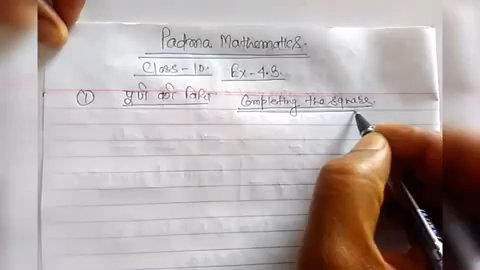 Padma Mathematics.
Class-10. Ex-4.3.
① पूर्ण वर्ग विधि Completing the square.